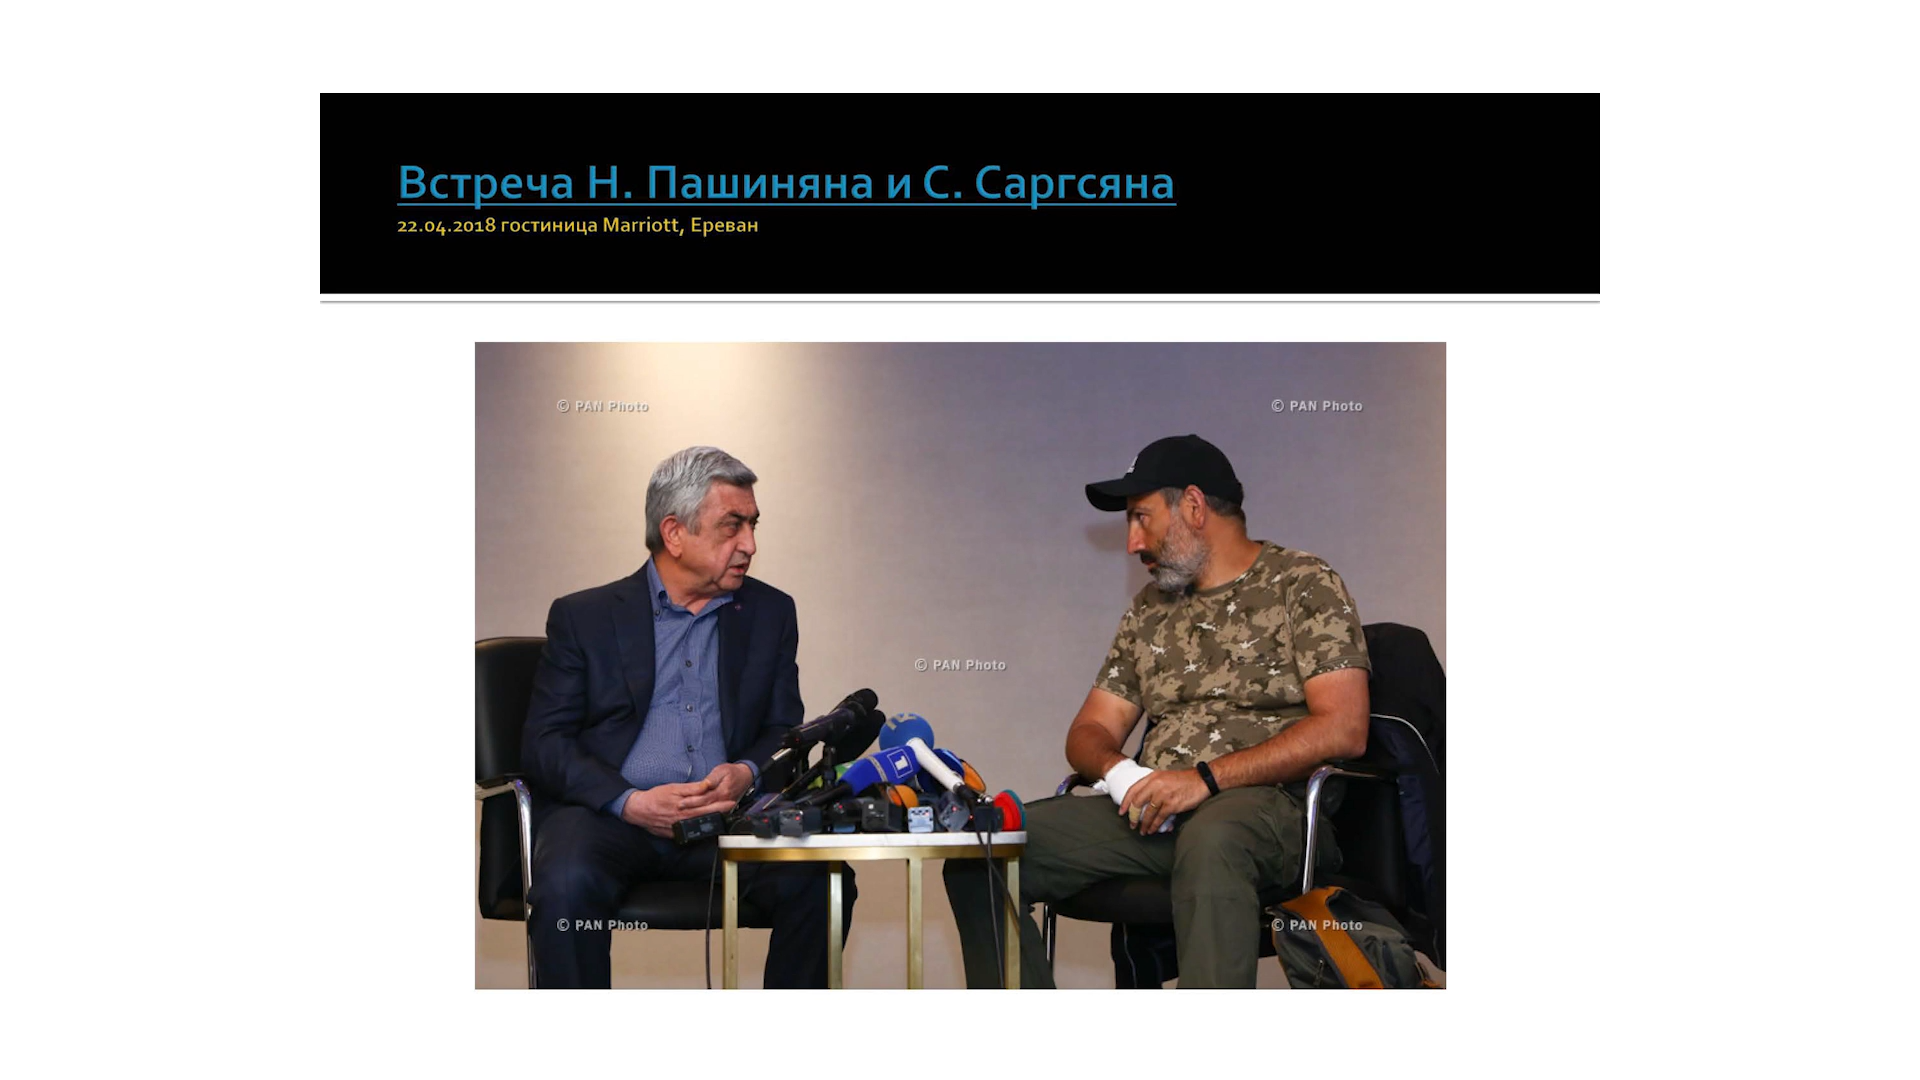 Встреча Н. Пашиняна и С. Саргсяна
22.04.2018 гостиница Marriott, Ереван
© PAN Photo
© PAN Photo
© PAN Photo
1
© PAN Photo
© PAN Photo